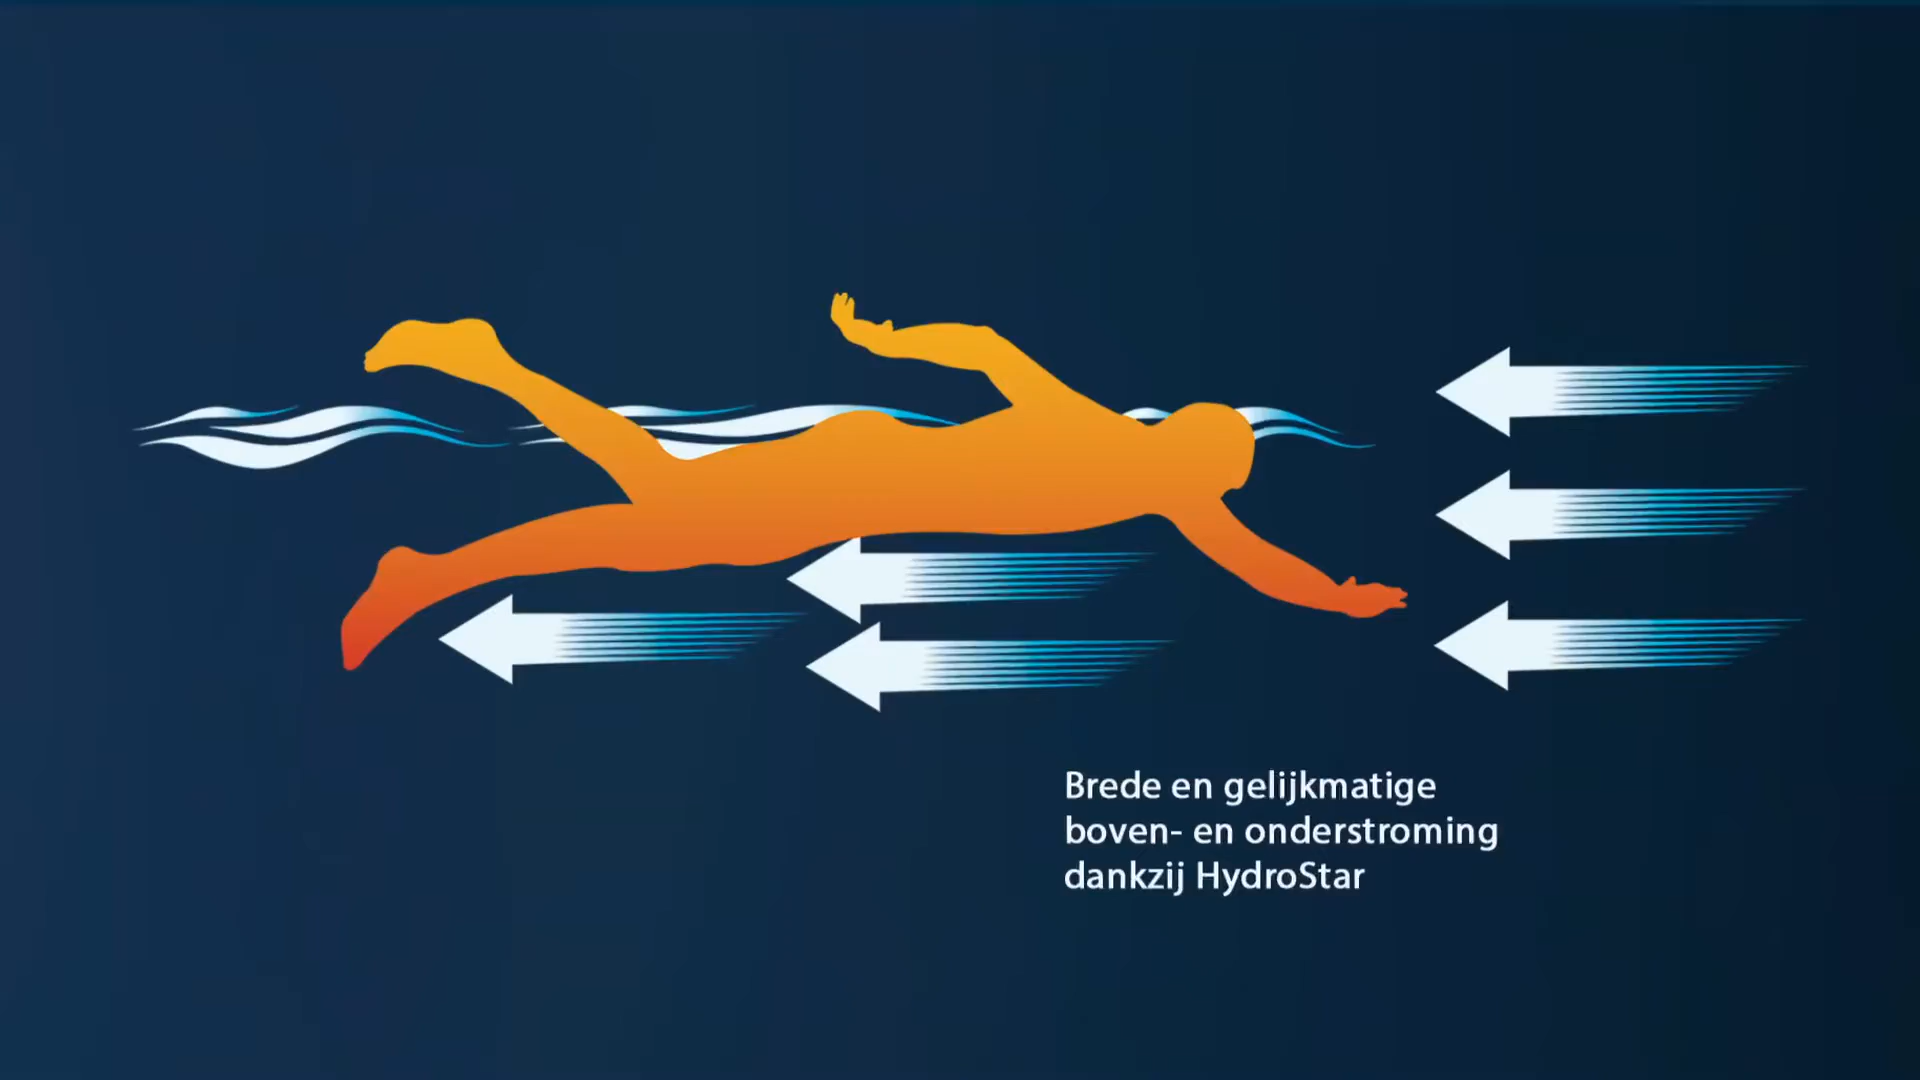 Brede en gelijkmatige
boven- en onderstroming
dankzij HydroStar